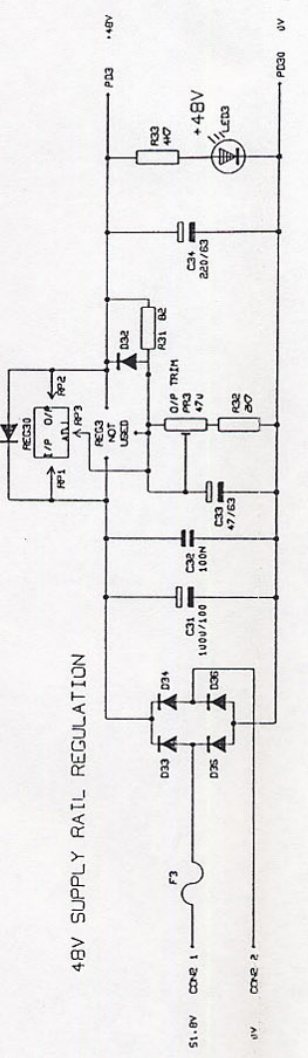 48V SUPPLY RAIL REGULATION
51.8V
CON2 1
0V
CON2 2
F3
D33
D34
D35
D36
C31
100U/100
C32
100N
C33
47/63
REG30
I/P
O/P
ADJ
RP1
RP2
RP3
REG3
NOT
USED
D32
R31
82
O/P TRIM
PR3
47U
R32
2K7
C34
220/63
R33
4K7
+48V
LED3
PD3
+48V
PD30
0V